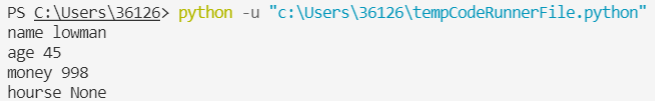 PS C:\Users\36126> python -u "c:\Users\36126\tempCodeRunnerFile.python"
name lowman
age 45
money 998
hourse None